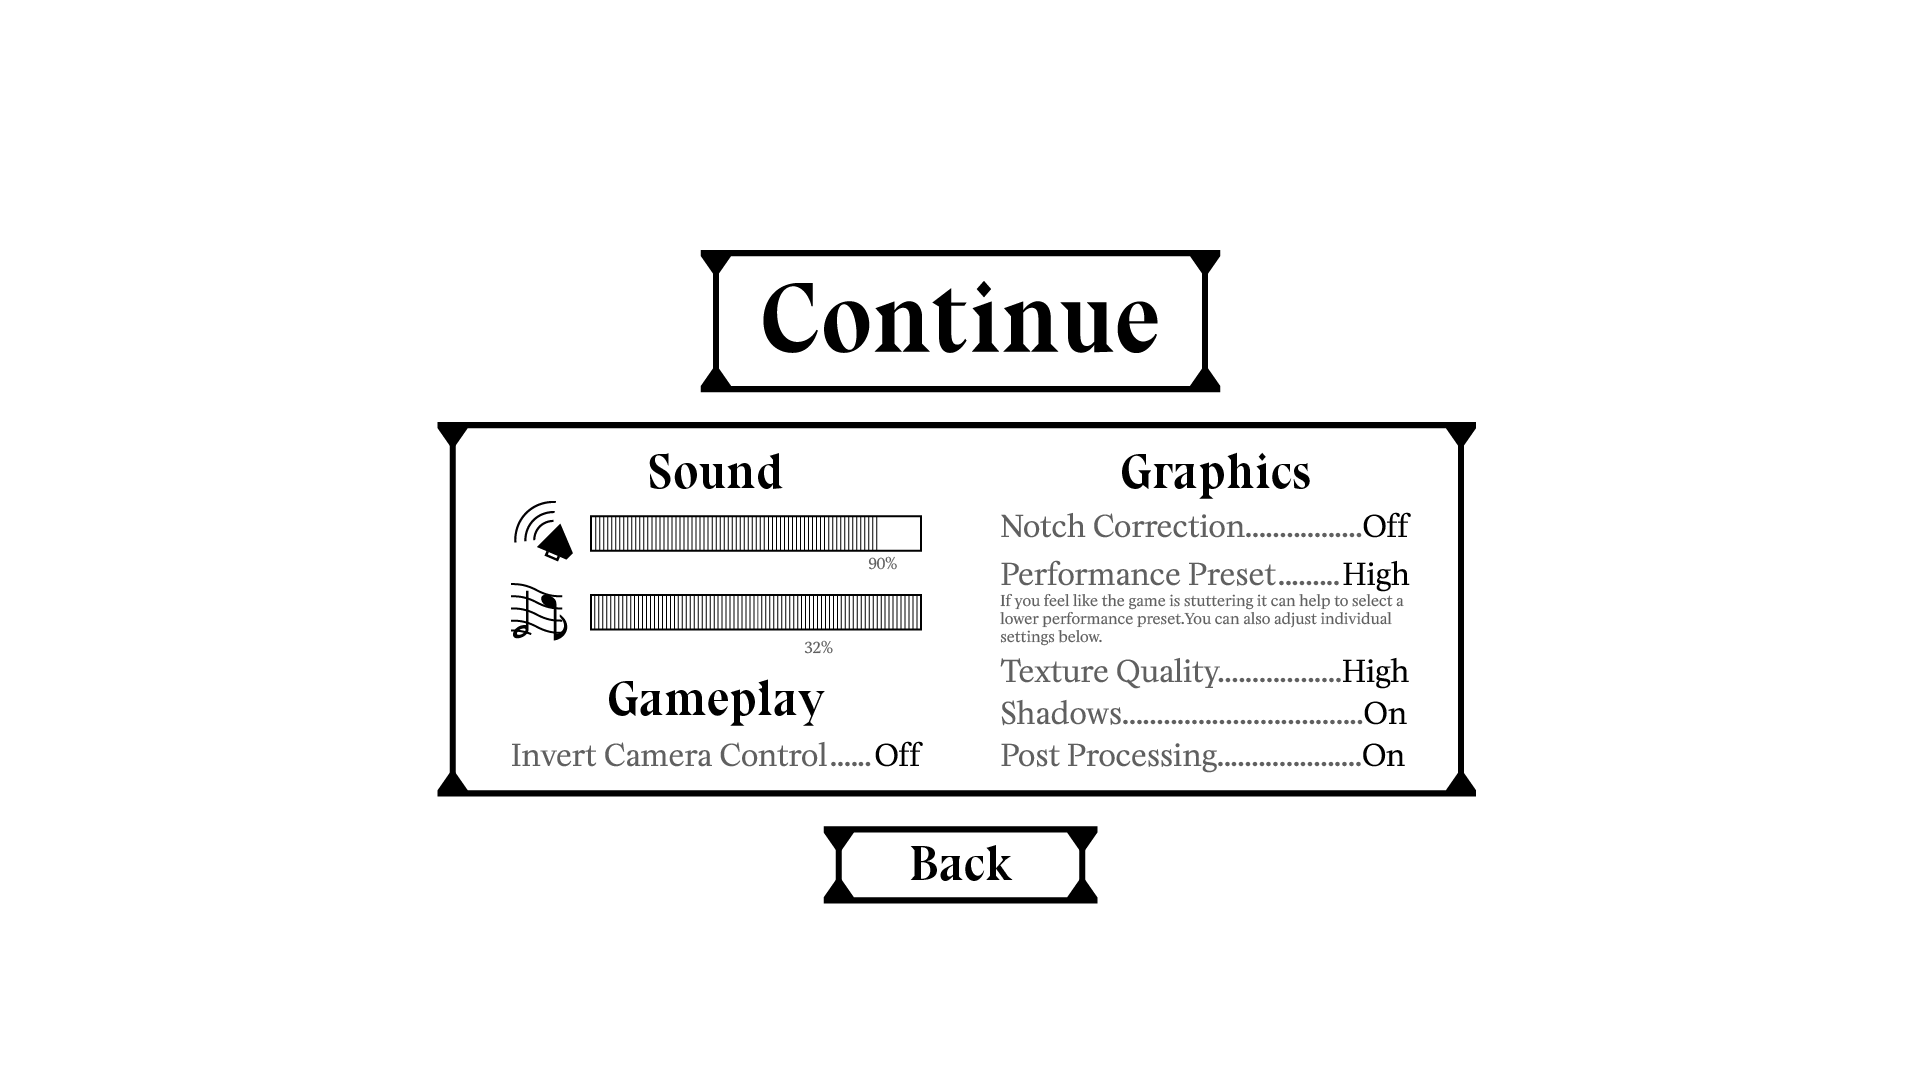 Continue
Sound
90%
32%
Gameplay
Invert Camera Control......Off
Graphics
Notch Correction.................Off
Performance Preset.........High
If you feel like the game is stuttering it can help to select a
lower performance preset.You can also adjust individual
settings below.
Texture Quality..................High
Shadows...................................On
Post Processing.....................On
Back